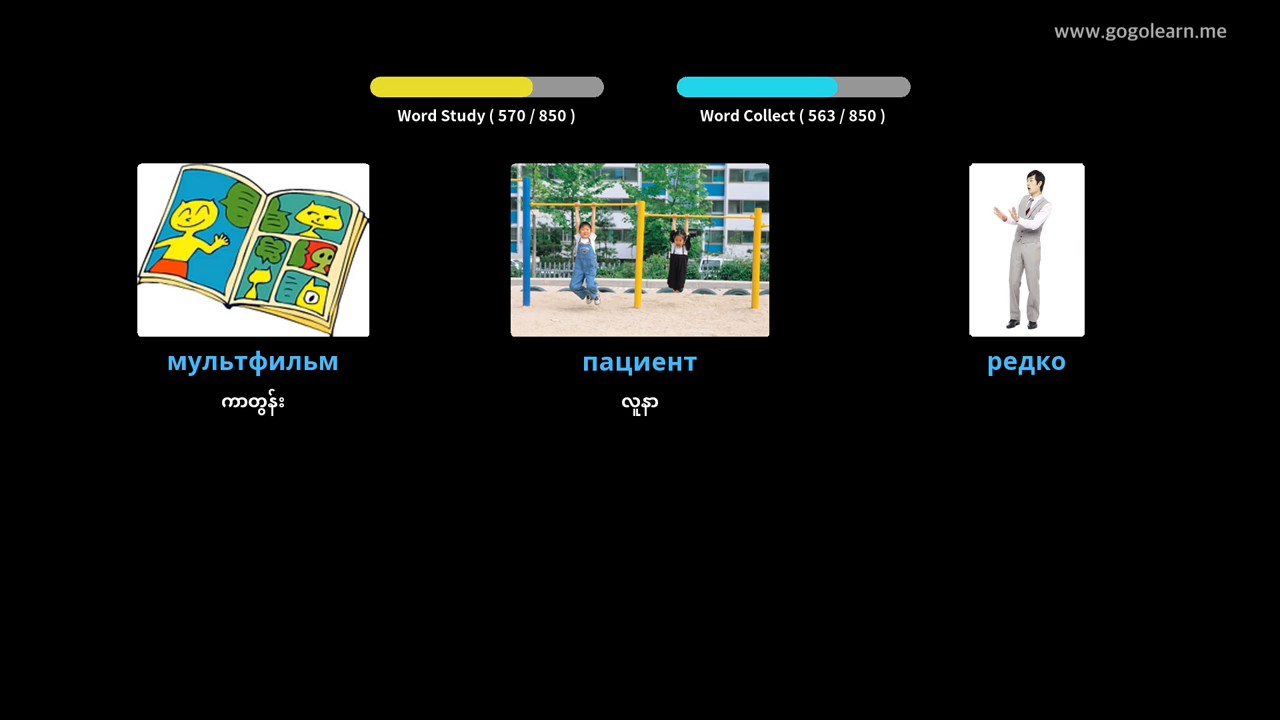 www.gogolearn.me
Word Study ( 570 / 850 )
Word Collect ( 563 / 850 )
мультфильм
пациент
редко
ကာတွန်း
လူနာ